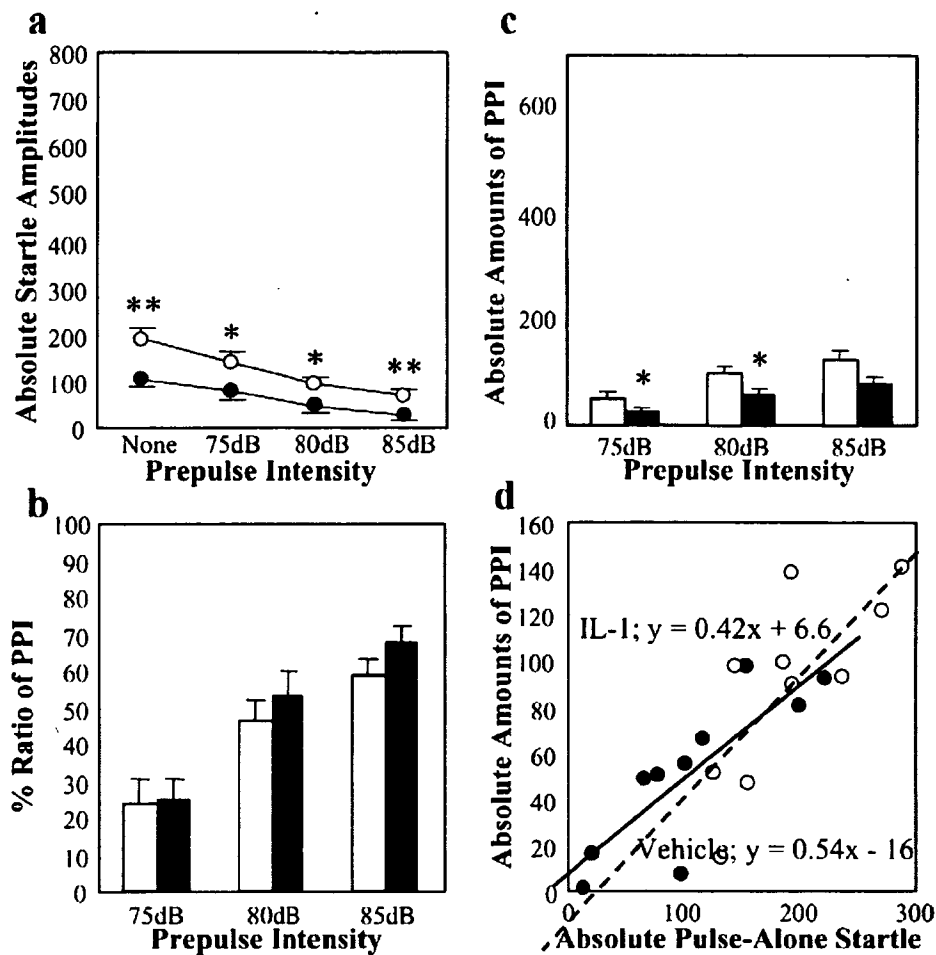 a
Absolute Startle Amplitudes
800
700
600
500
400
300
200
100
0
**
*
*
**
None 75dB 80dB 85dB
Prepulse Intensity
c
Absolute Amounts of PPI
600
400
200
0
*
*
75dB 80dB 85dB
Prepulse Intensity
b
% Ratio of PPI
100
90
80
70
60
50
40
30
20
10
0
75dB 80dB 85dB
Prepulse Intensity
d
Absolute Amounts of PPI
160
140
120
100
80
60
40
20
0
IL-1; y = 0.42x + 6.6
Vehicle; y = 0.54x - 16
0 100 200 300
Absolute Pulse-Alone Startle